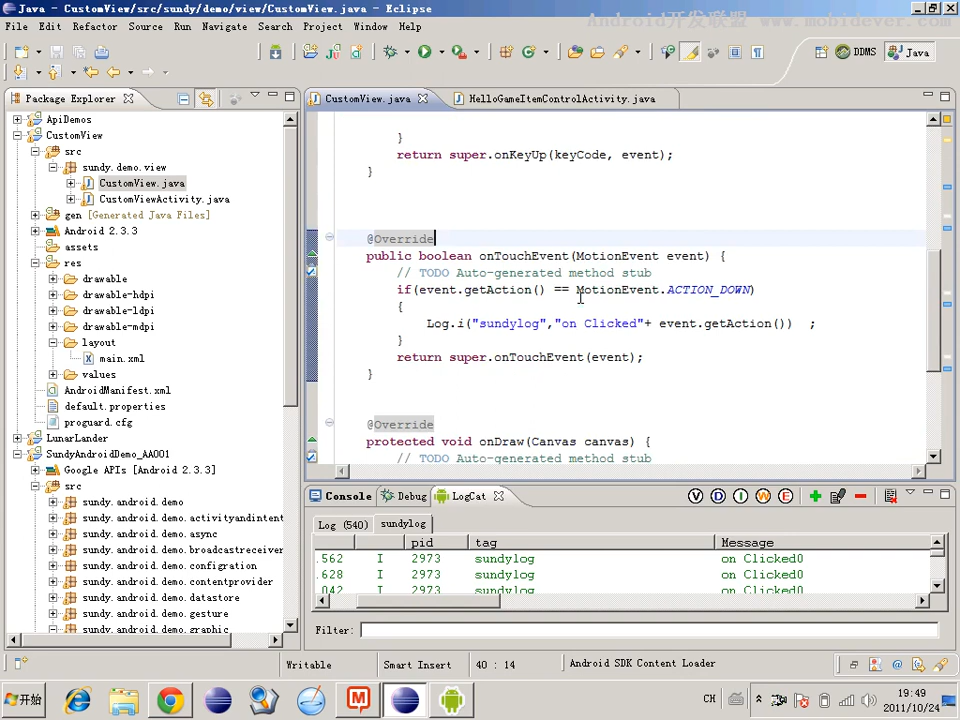 Java - CustomView/src/sundy/demo/view/CustomView.java - Eclipse
Android开发联盟 www.mobidever.com
File Edit Refactor Source Run Navigate Search Project Window Help
DDMS Java
Package Explorer
CustomView.java
HelloGameItemControlActivity.java
ApiDemos
CustomView
src
sundy.demo.view
CustomView.java
CustomViewActivity.java
gen [Generated Java Files]
Android 2.3.3
assets
res
drawable
drawable-hdpi
drawable-ldpi
drawable-mdpi
layout
main.xml
values
AndroidManifest.xml
default.properties
proguard.cfg
LunarLander
SundyAndroidDemo_AA001
Google APIs [Android 2.3.3]
src
sundy.android.demo
sundy.android.demo.activityandintent
sundy.android.demo.async
sundy.android.demo.broadcastreceiver
sundy.android.demo.configration
sundy.android.demo.contentprovider
sundy.android.demo.datastore
sundy.android.demo.gesture
sundy.android.demo.graphic
}
return super.onKeyUp(keyCode, event);
}
@Override
public boolean onTouchEvent(MotionEvent event) {
// TODO Auto-generated method stub
if(event.getAction() == MotionEvent.ACTION_DOWN)
{
Log.i("sundylog","on Clicked"+ event.getAction()) ;
}
return super.onTouchEvent(event);
}
@Override
protected void onDraw(Canvas canvas) {
// TODO Auto-generated method stub
Console Debug LogCat
V D I W E
Log (540) sundylog
pid tag Message
.562 I 2973 sundylog on Clicked0
.628 I 2973 sundylog on Clicked0
.042 I 2973 sundylog on Clicked0
Filter:
Writable Smart Insert 40 : 14 Android SDK Content Loader
开始
CH
19:49
2011/10/24